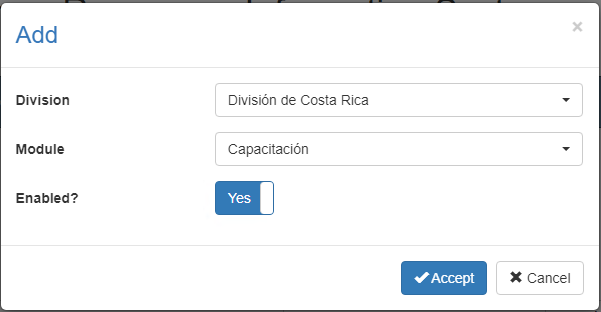 Add
×
Division
División de Costa Rica
Module
Capacitación
Enabled?
Yes
Accept
Cancel